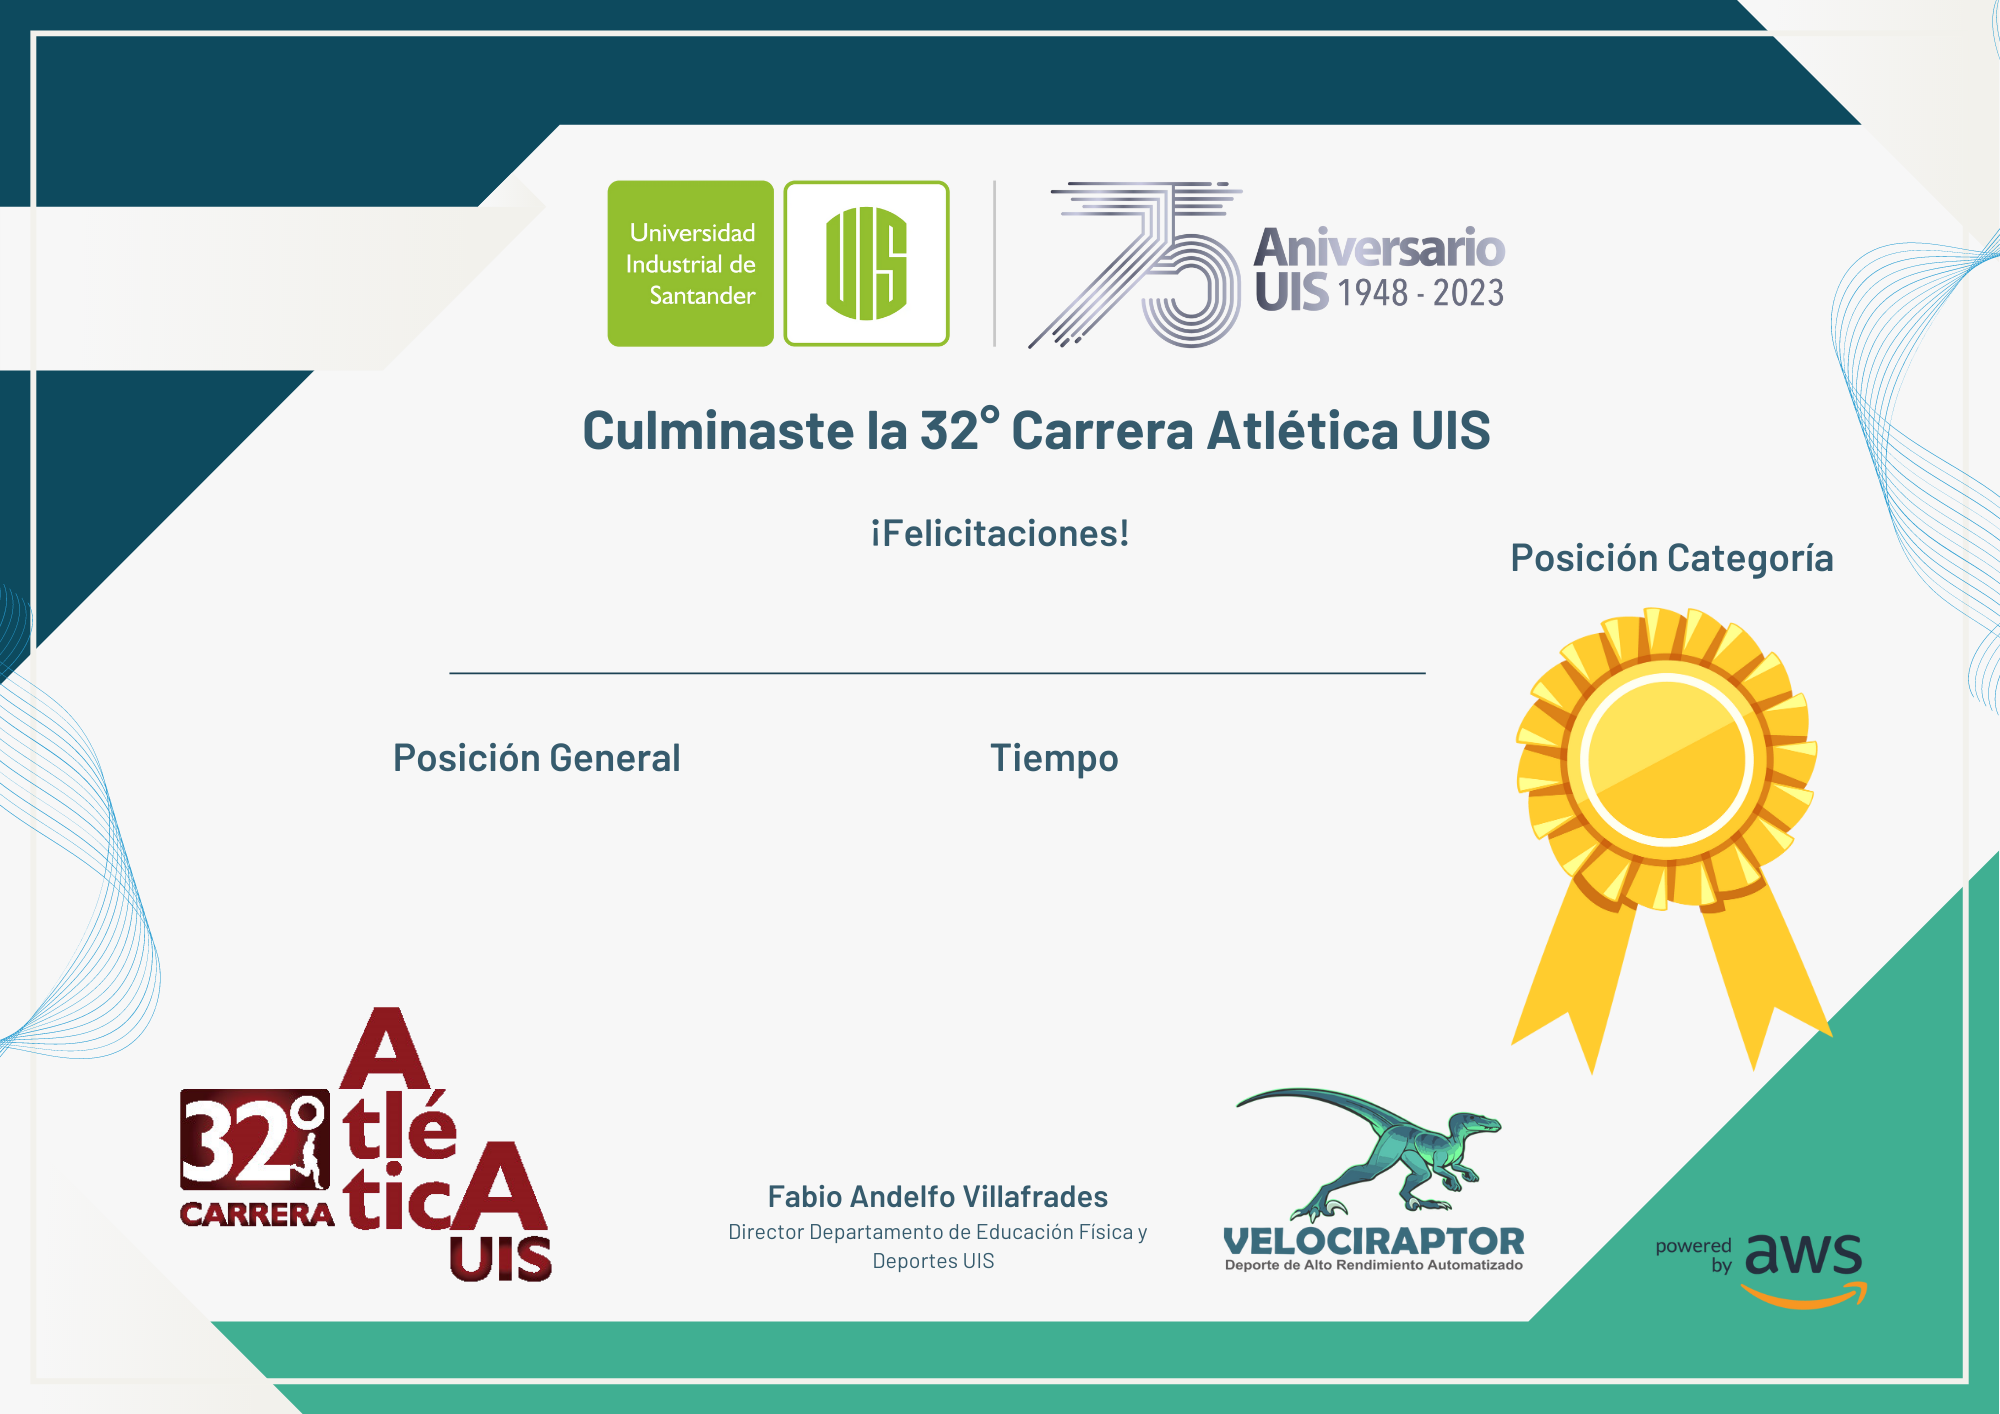 Universidad
Industrial de
Santander
UIS
75
Aniversario
UIS 1948 - 2023
Culminaste la 32° Carrera Atlética UIS
¡Felicitaciones!
Posición Categoría
Posición General
Tiempo
32°
CARRERA
Atlética
UIS
Fabio Andelfo Villafrades
Director Departamento de Educación Física y
Deportes UIS
VELOCIRAPTOR
Deporte de Alto Rendimiento Automatizado
powered
by
aws